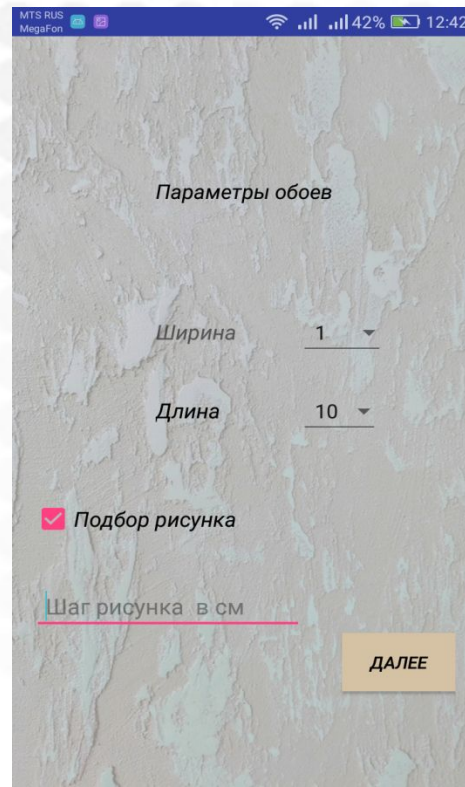 MTS RUS
MegaFon
42% 12:42
Параметры обоев
Ширина 1
Длина 10
Подбор рисунка
Шаг рисунка в см
ДАЛЕЕ